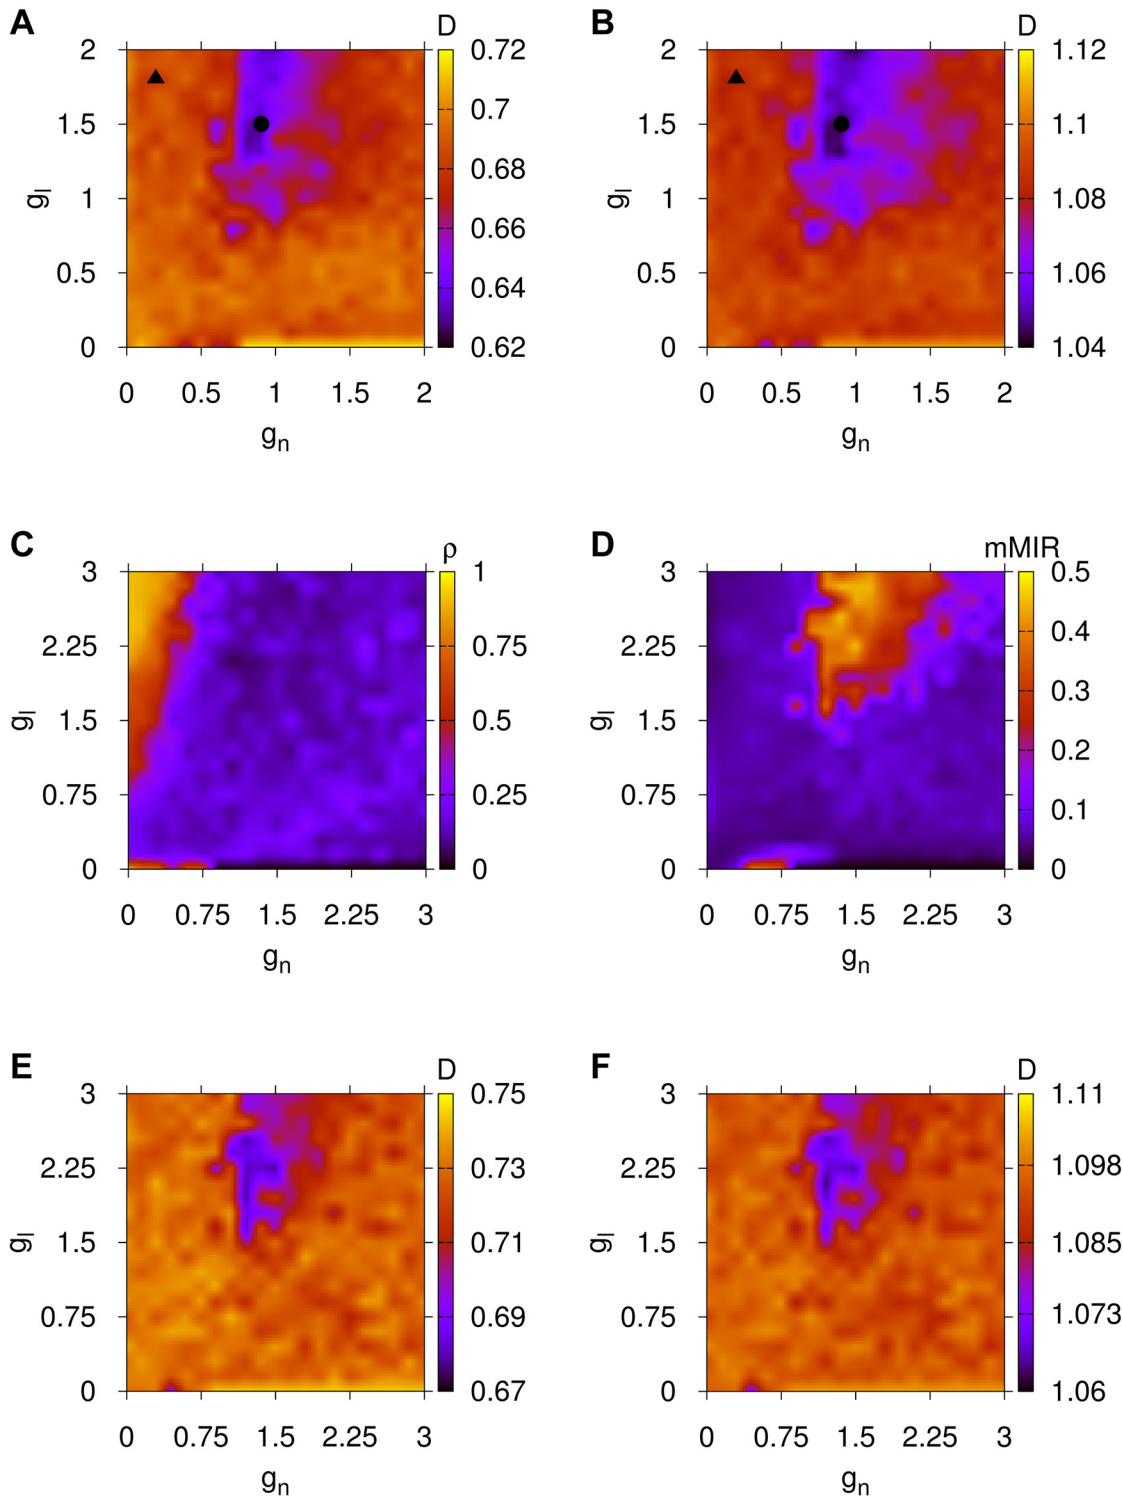 A D B D
2 0.72 2 1.12
0.7
1.5 0.68 1.5 1.1
gl 1 0.66 gl 1 1.08
0.5 0.64 0.5 1.06
0 0.62 0 1.04
0 0.5 1 1.5 2 0 0.5 1 1.5 2
gn gn
C ρ D mMIR
3 1 3 0.5
2.25 0.75 2.25 0.4
gl 1.5 0.5 gl 1.5 0.3
0.2
0.75 0.25 0.75 0.1
0 0 0 0
0 0.75 1.5 2.25 3 0 0.75 1.5 2.25 3
gn gn
E D F D
3 0.75 3 1.11
2.25 0.73 2.25 1.098
gl 1.5 0.71 gl 1.5 1.085
0.75 0.69 0.75 1.073
0 0.67 0 1.06
0 0.75 1.5 2.25 3 0 0.75 1.5 2.25 3
gn gn